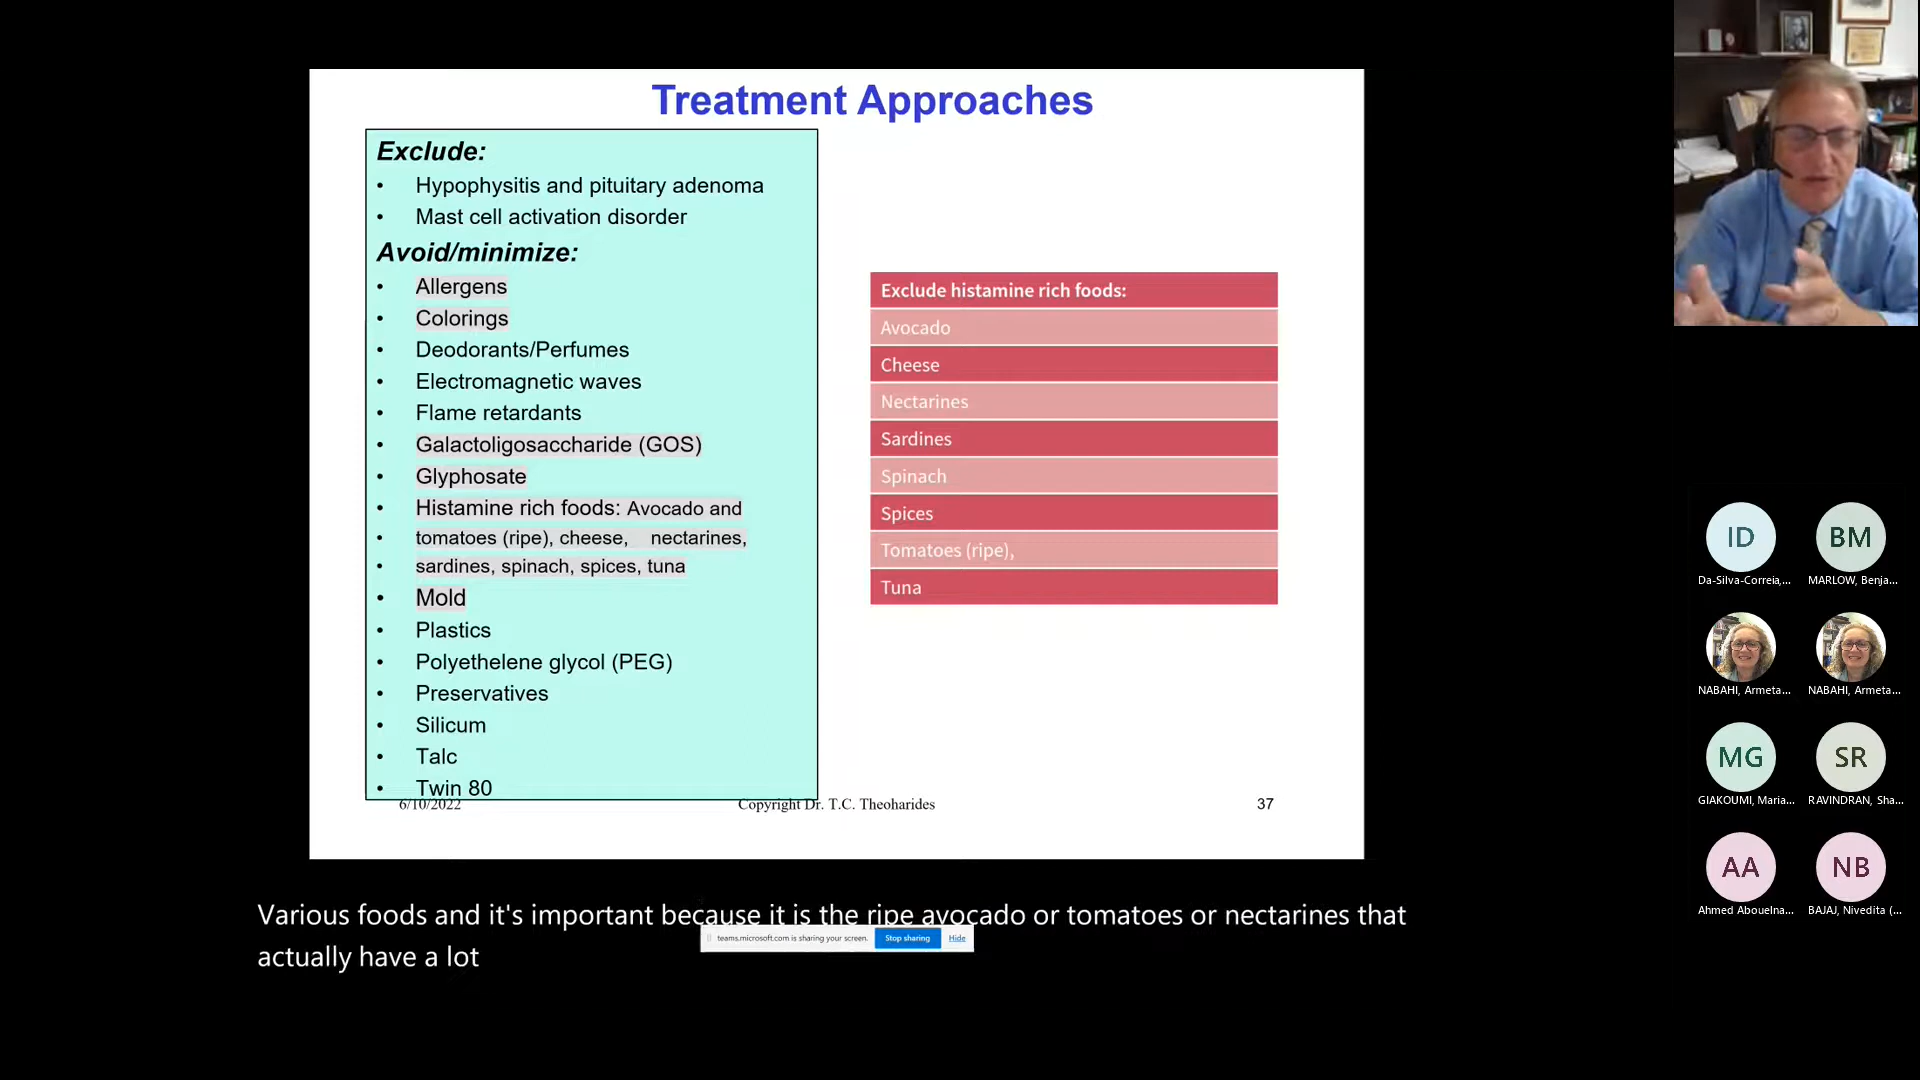 Treatment Approaches
Exclude:
• Hypophysitis and pituitary adenoma
• Mast cell activation disorder
Avoid/minimize:
• Allergens
• Colorings
• Deodorants/Perfumes
• Electromagnetic waves
• Flame retardants
• Galactoligosaccharide (GOS)
• Glyphosate
• Histamine rich foods: Avocado and
• tomatoes (ripe), cheese, nectarines,
• sardines, spinach, spices, tuna
• Mold
• Plastics
• Polyethelene glycol (PEG)
• Preservatives
• Silicum
• Talc
• Twin 80
Exclude histamine rich foods:
Avocado
Cheese
Nectarines
Sardines
Spinach
Spices
Tomatoes (ripe),
Tuna
6/10/2022
Copyright Dr. T.C. Theoharides
37
Various foods and it's important because it is the ripe avocado or tomatoes or nectarines that
actually have a lot
teams.microsoft.com is sharing your screen.
Stop sharing
Hide
ID
BM
Da-Silva-Correia,...
MARLOW, Benja...
NABAHI, Armeta...
NABAHI, Armeta...
MG
SR
GIAKOUMI, Maria...
RAVINDRAN, Sha...
AA
NB
Ahmed Abouelna...
BAJAJ, Nivedita (...